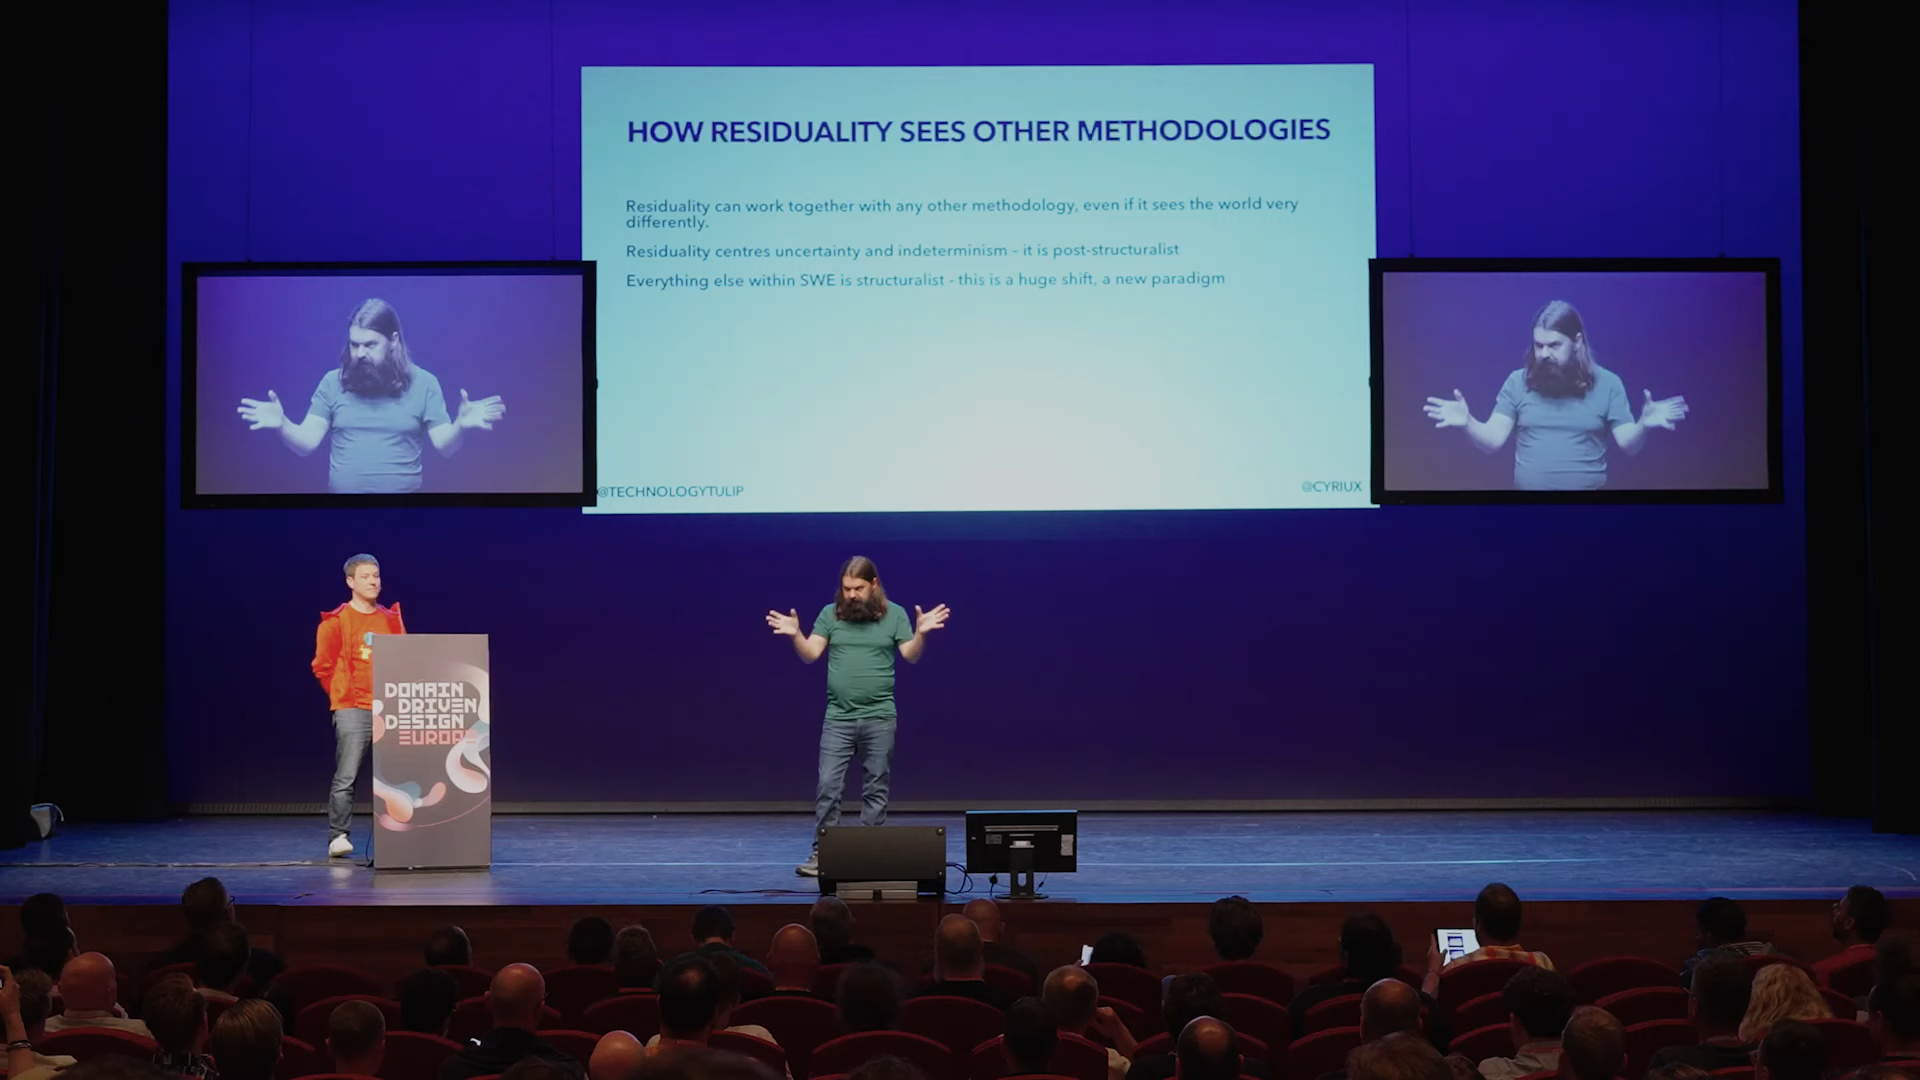 HOW RESIDUALITY SEES OTHER METHODOLOGIES
Residuality can work together with any other methodology, even if it sees the world very
differently.
Residuality centres uncertainty and indeterminism – it is post-structuralist
Everything else within SWE is structuralist - this is a huge shift, a new paradigm
@TECHNOLOGYTULIP
@CYRIUX
DOMAIN
DRIVEN
DESIGN
EUROPE